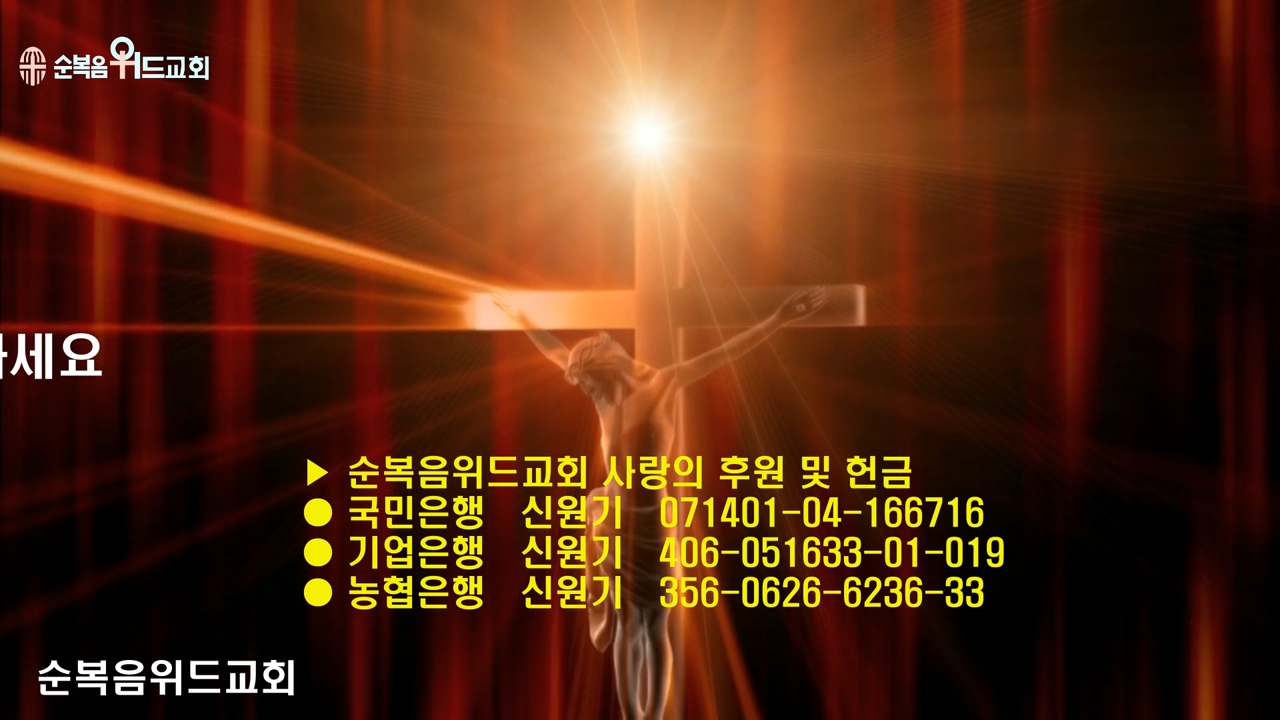 순복음위드교회
세요
▶ 순복음위드교회 사랑의 후원 및 헌금
● 국민은행 신원기 071401-04-166716
● 기업은행 신원기 406-051633-01-019
● 농협은행 신원기 356-0626-6236-33
순복음위드교회